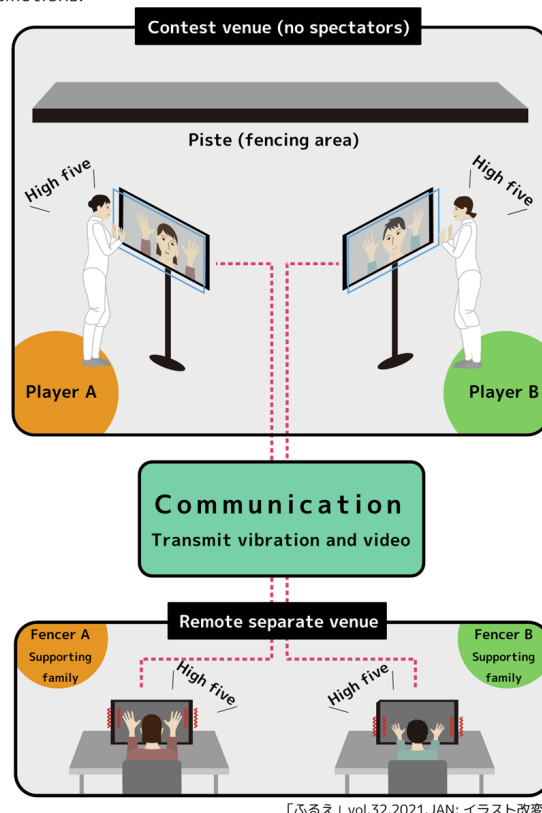 Contest venue (no spectators)
Piste (fencing area)
High five
High five
Player A
Player B
Communication
Transmit vibration and video
Remote separate venue
Fencer A
Supporting
family
Fencer B
Supporting
family
High five
High five
「ふるえ」vol.32,2021,JAN: イラスト改変